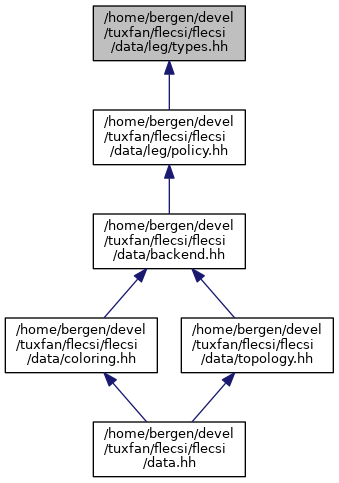 /home/bergen/devel
/tuxfan/flecsi/flecsi
/data/leg/types.hh
/home/bergen/devel
/tuxfan/flecsi/flecsi
/data/leg/policy.hh
/home/bergen/devel
/tuxfan/flecsi/flecsi
/data/backend.hh
/home/bergen/devel
/tuxfan/flecsi/flecsi
/data/coloring.hh
/home/bergen/devel
/tuxfan/flecsi/flecsi
/data/topology.hh
/home/bergen/devel
/tuxfan/flecsi/flecsi
/data.hh